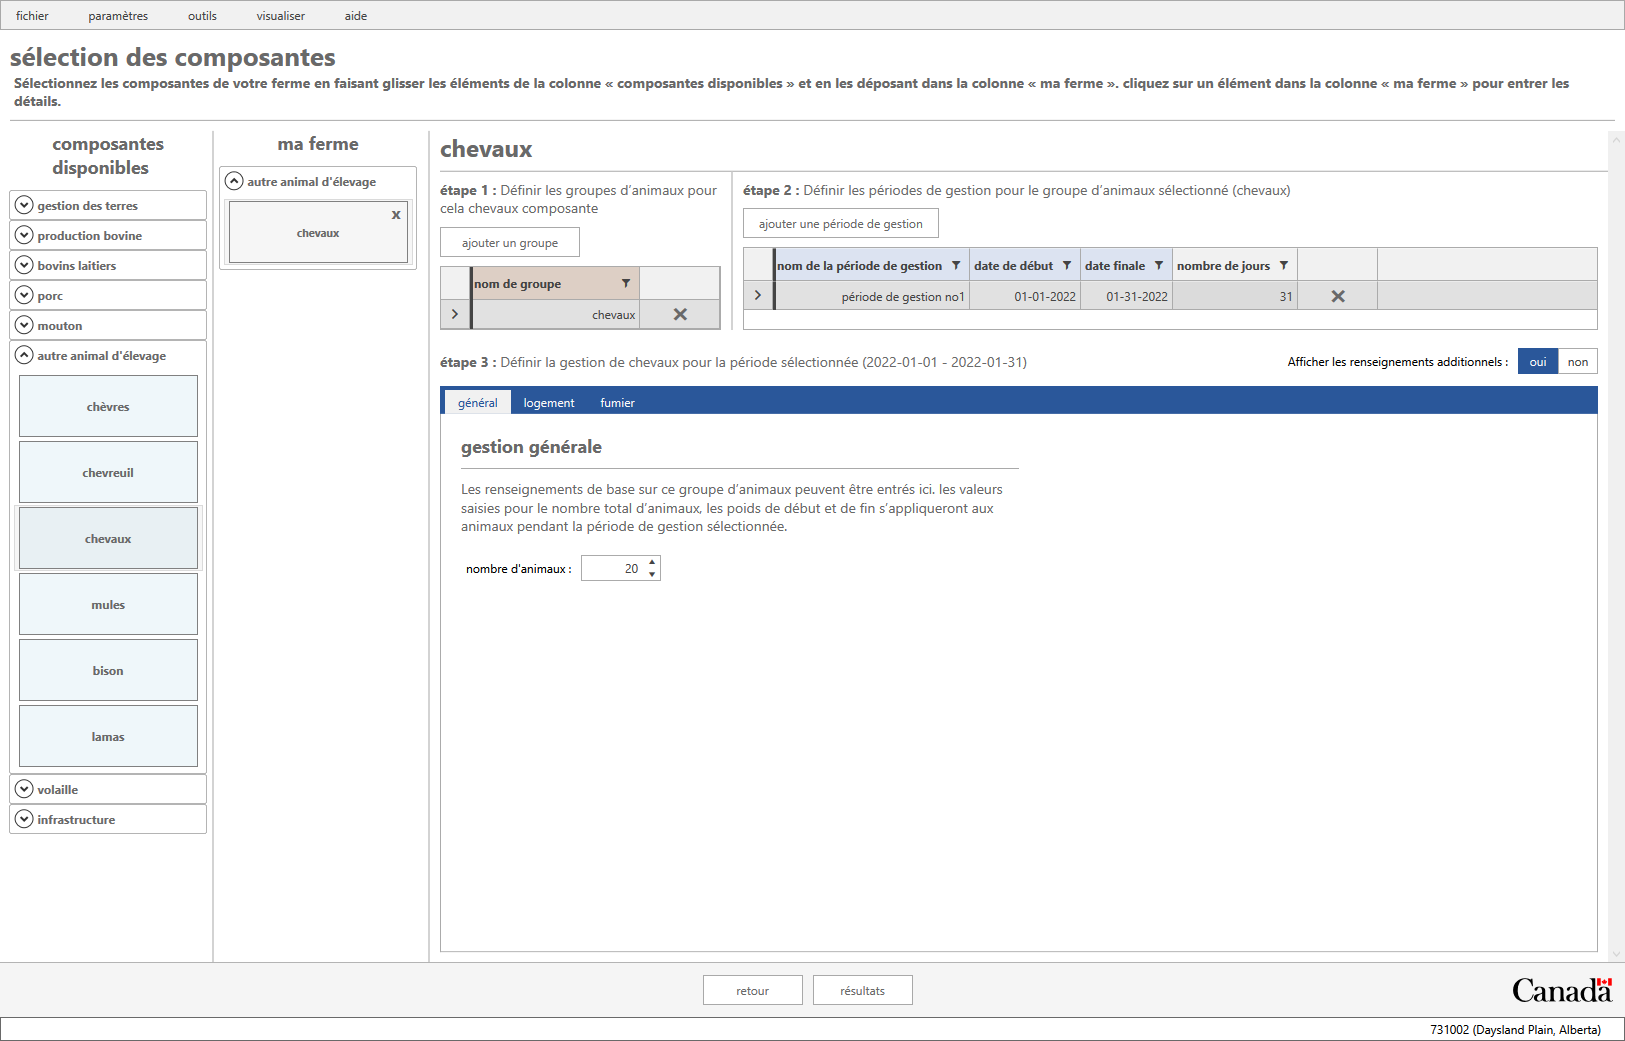 fichier paramètres outils visualiser aide
sélection des composantes
Sélectionnez les composantes de votre ferme en faisant glisser les éléments de la colonne « composantes disponibles » et en les déposant dans la colonne « ma ferme ». cliquez sur un élément dans la colonne « ma ferme » pour entrer les
détails.
composantes
disponibles
gestion des terres
production bovine
bovins laitiers
porc
mouton
autre animal d'élevage
chèvres
chevreuil
chevaux
mules
bison
lamas
volaille
infrastructure
ma ferme
autre animal d'élevage
x
chevaux
chevaux
étape 1 : Définir les groupes d’animaux pour
cela chevaux composante
ajouter un groupe
nom de groupe
chevaux
étape 2 : Définir les périodes de gestion pour le groupe d’animaux sélectionné (chevaux)
ajouter une période de gestion
nom de la période de gestion date de début date finale nombre de jours
période de gestion no1 01-01-2022 01-31-2022 31
étape 3 : Définir la gestion de chevaux pour la période sélectionnée (2022-01-01 - 2022-01-31)
Afficher les renseignements additionnels : oui non
général logement fumier
gestion générale
Les renseignements de base sur ce groupe d’animaux peuvent être entrés ici. les valeurs
saisies pour le nombre total d’animaux, les poids de début et de fin s’appliqueront aux
animaux pendant la période de gestion sélectionnée.
nombre d'animaux : 20
retour résultats
Canada
731002 (Daysland Plain, Alberta)